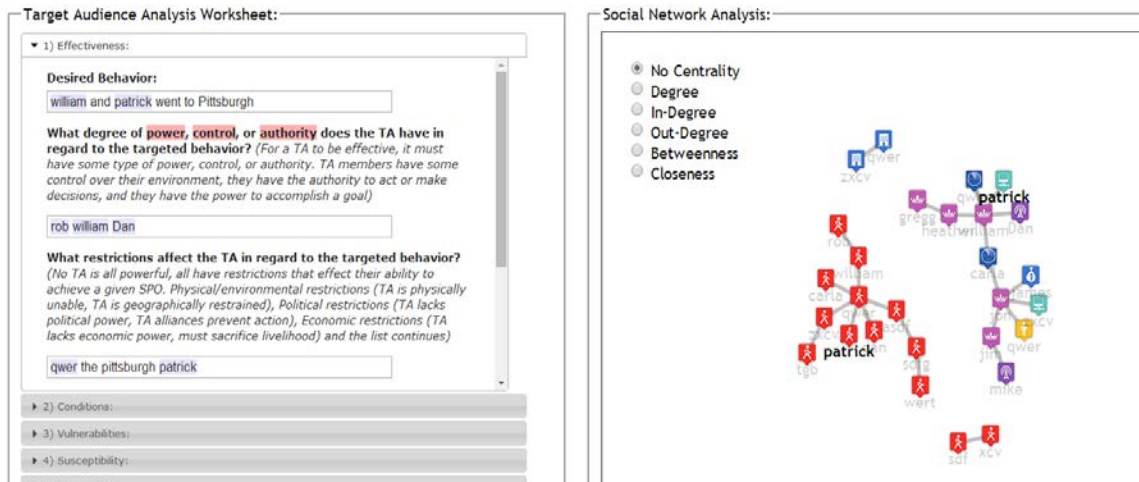 Target Audience Analysis Worksheet:
1) Effectiveness:
Desired Behavior:
william and patrick went to Pittsburgh
What degree of power, control, or authority does the TA have in
regard to the targeted behavior? (For a TA to be effective, it must
have some type of power, control, or authority. TA members have some
control over their environment, they have the authority to act or make
decisions, and they have the power to accomplish a goal)
rob william Dan
What restrictions affect the TA in regard to the targeted behavior?
(No TA is all powerful, all have restrictions that effect their ability to
achieve a given SPO. Physical/environmental restrictions (TA is physically
unable, TA is geographically restrained), Political restrictions (TA lacks
political power, TA alliances prevent action), Economic restrictions (TA
lacks economic power, must sacrifice livelihood) and the list continues)
qwer the pittsburgh patrick
2) Conditions:
3) Vulnerabilities:
4) Susceptibility:
Social Network Analysis:
No Centrality
Degree
In-Degree
Out-Degree
Betweenness
Closeness
qwer
zxcv
patrick
gregg
heather
william
Dan
rob
william
carla
carla
qwer
james
jon
zxcv
asdf
qwer
patrick
jim
sdfg
tgb
mike
wert
sdf
xcv